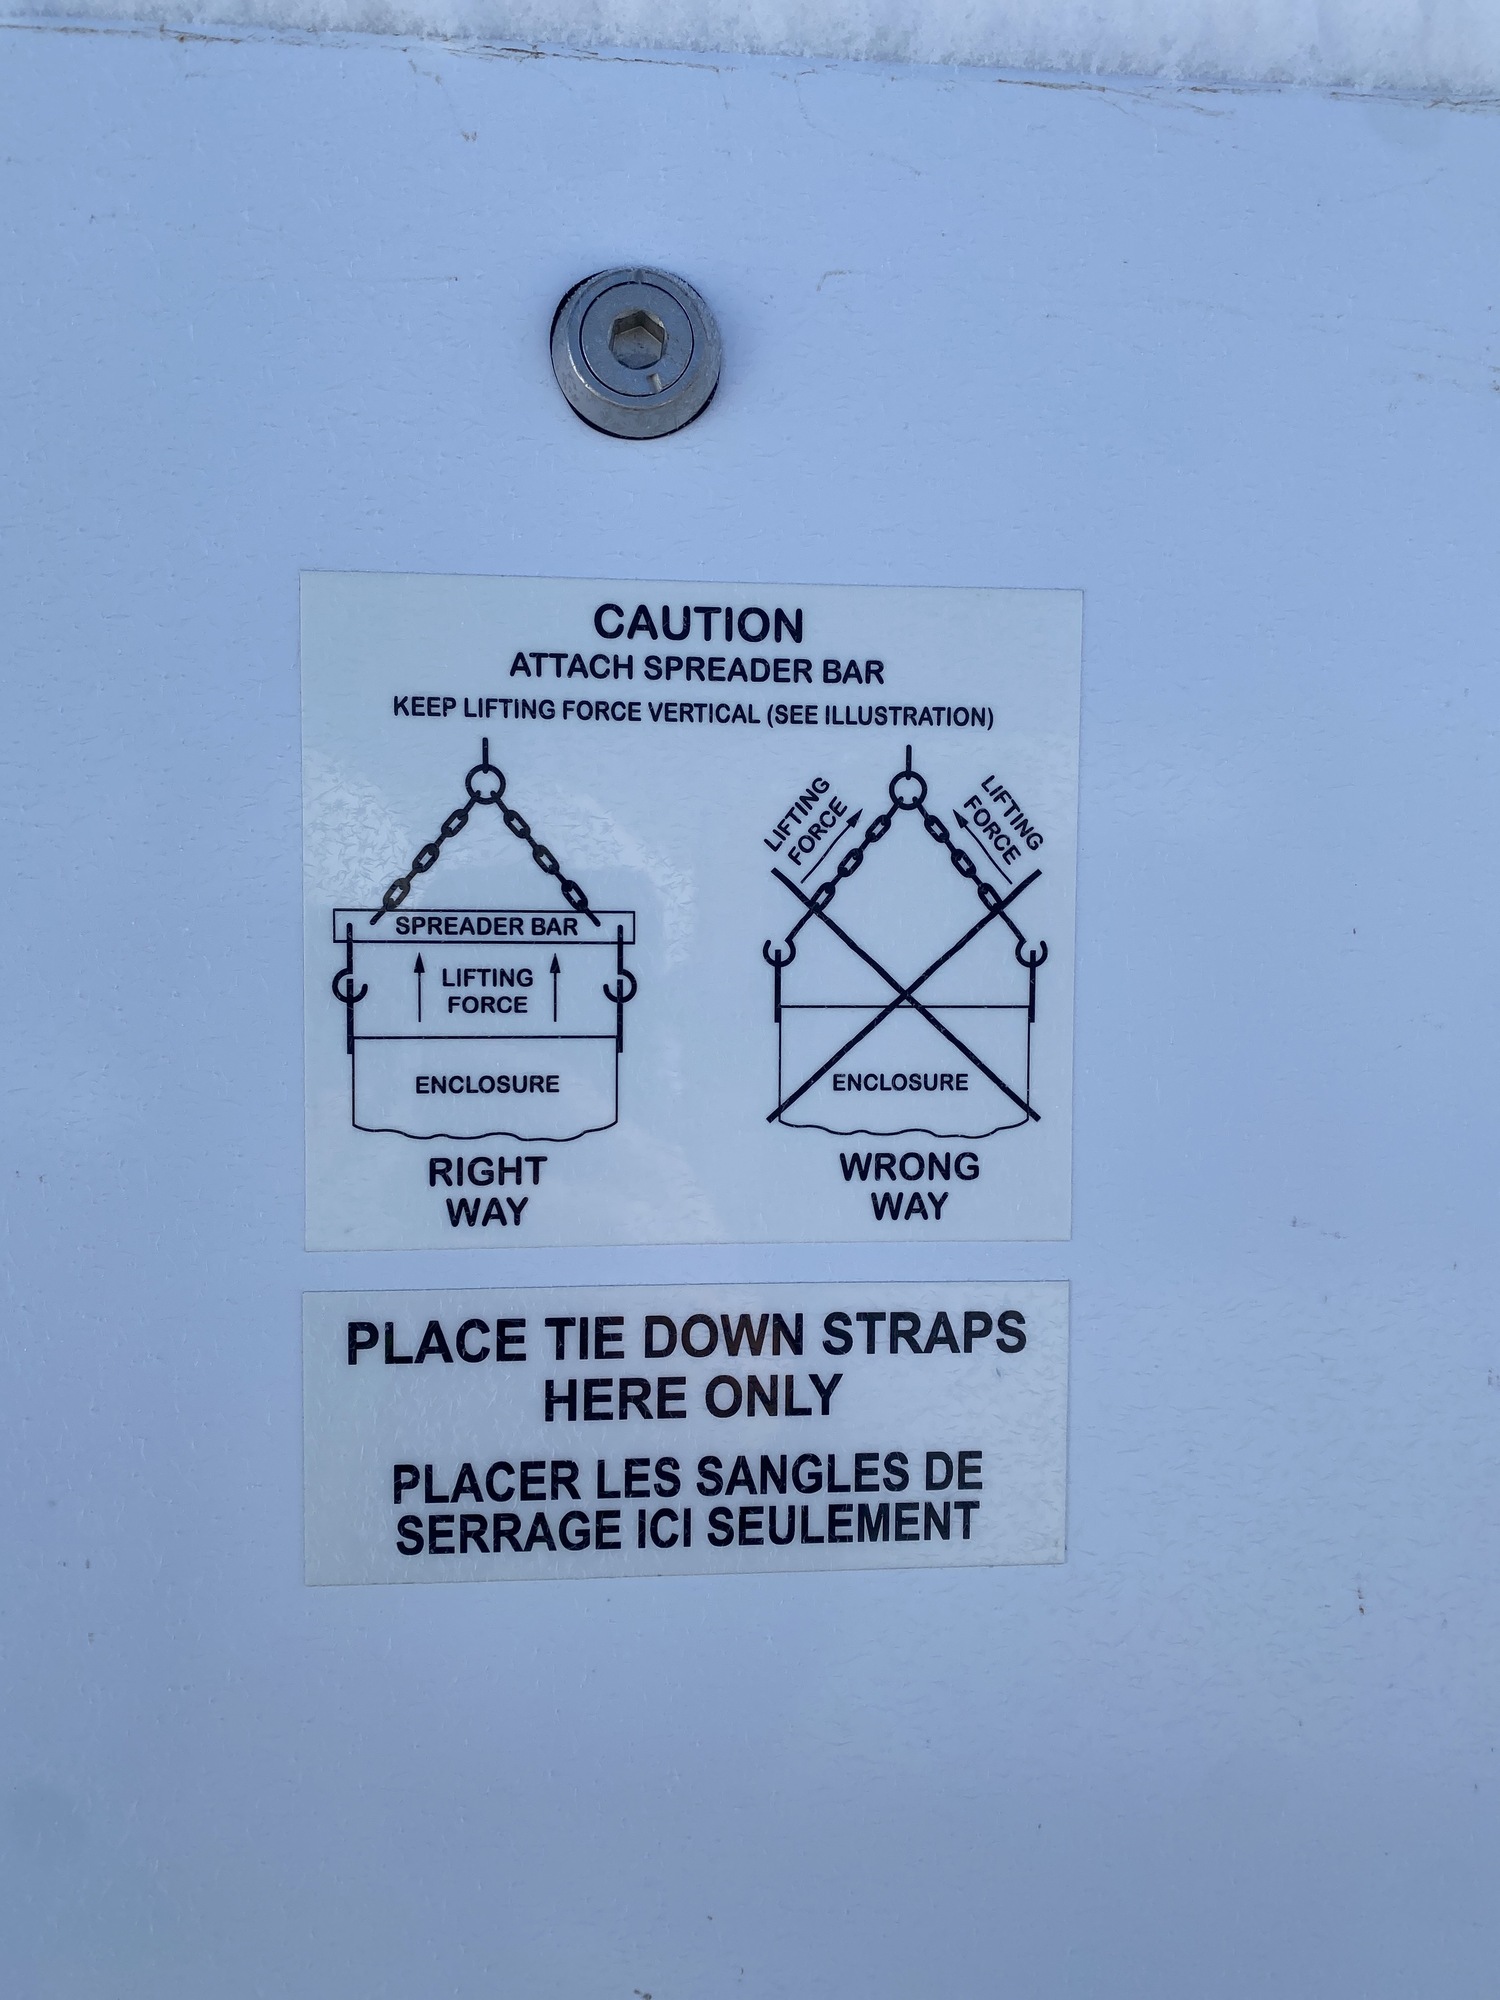 CAUTION
ATTACH SPREADER BAR
KEEP LIFTING FORCE VERTICAL (SEE ILLUSTRATION)
SPREADER BAR
LIFTING
FORCE
ENCLOSURE
RIGHT
WAY
LIFTING
FORCE
LIFTING
FORCE
ENCLOSURE
WRONG
WAY
PLACE TIE DOWN STRAPS
HERE ONLY
PLACER LES SANGLES DE
SERRAGE ICI SEULEMENT